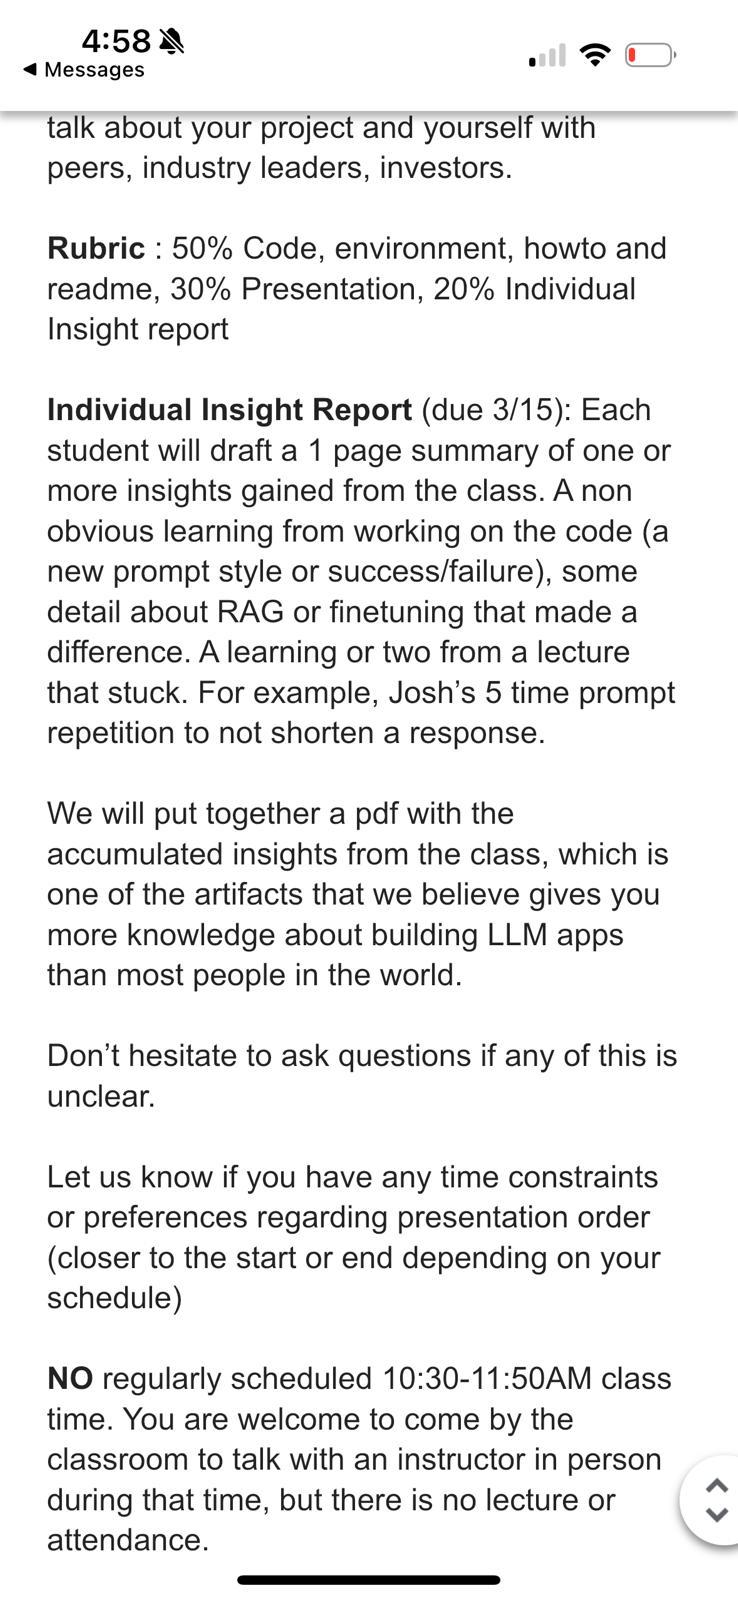 4:58
Messages
talk about your project and yourself with
peers, industry leaders, investors.
Rubric : 50% Code, environment, howto and
readme, 30% Presentation, 20% Individual
Insight report
Individual Insight Report (due 3/15): Each
student will draft a 1 page summary of one or
more insights gained from the class. A non
obvious learning from working on the code (a
new prompt style or success/failure), some
detail about RAG or finetuning that made a
difference. A learning or two from a lecture
that stuck. For example, Josh’s 5 time prompt
repetition to not shorten a response.
We will put together a pdf with the
accumulated insights from the class, which is
one of the artifacts that we believe gives you
more knowledge about building LLM apps
than most people in the world.
Don’t hesitate to ask questions if any of this is
unclear.
Let us know if you have any time constraints
or preferences regarding presentation order
(closer to the start or end depending on your
schedule)
NO regularly scheduled 10:30-11:50AM class
time. You are welcome to come by the
classroom to talk with an instructor in person
during that time, but there is no lecture or
attendance.